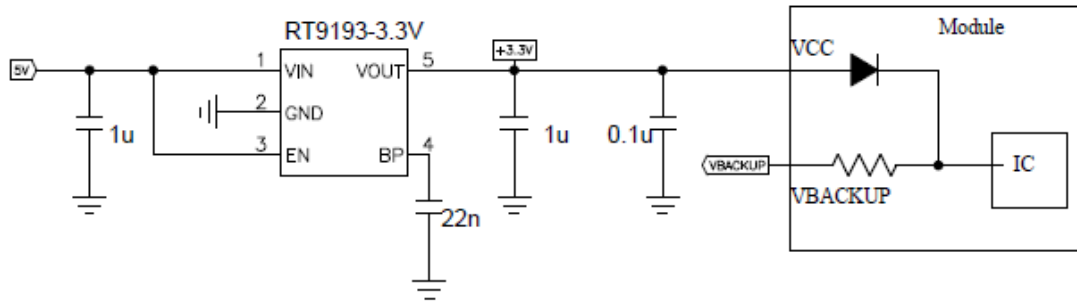 RT9193-3.3V
Module
+3.3V
VCC
5V
1
VIN
VOUT
5
2
GND
1u
1u
0.1u
3
EN
BP
4
VBACKUP
IC
VBACKUP
22n